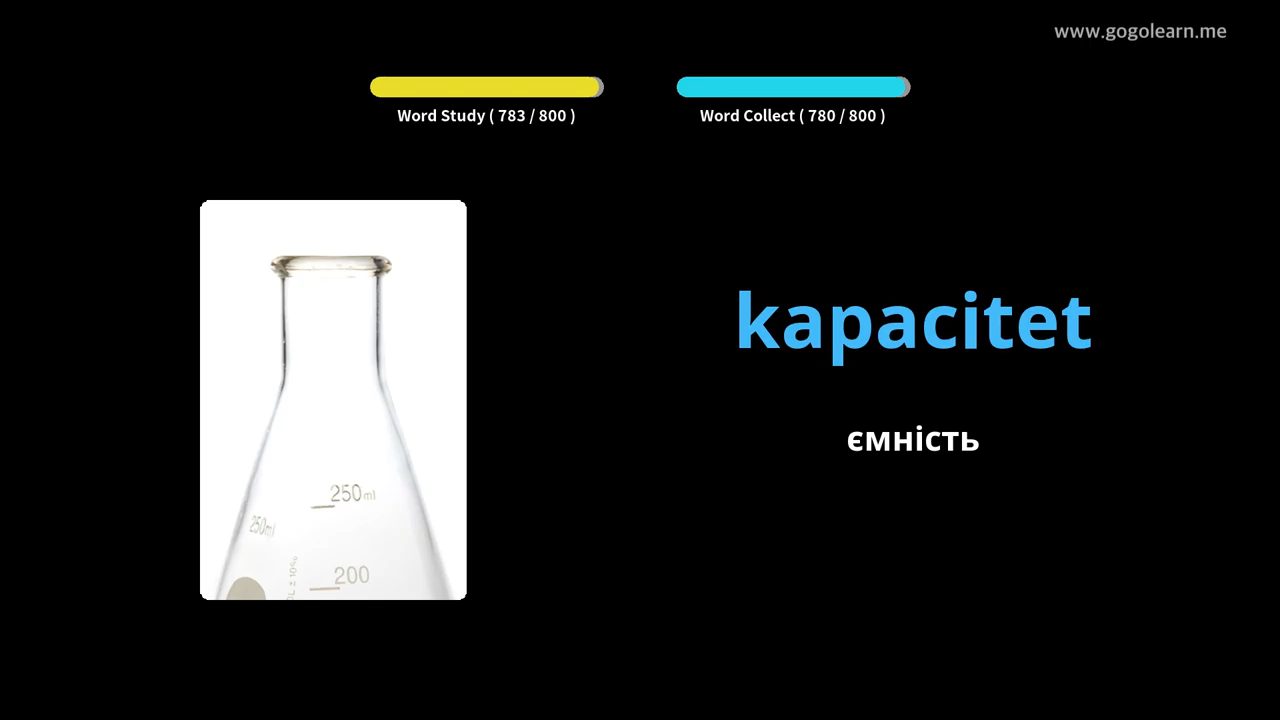 www.gogolearn.me
Word Study ( 783 / 800 )
Word Collect ( 780 / 800 )
kapacitet
ємність
250ml
250ml
200